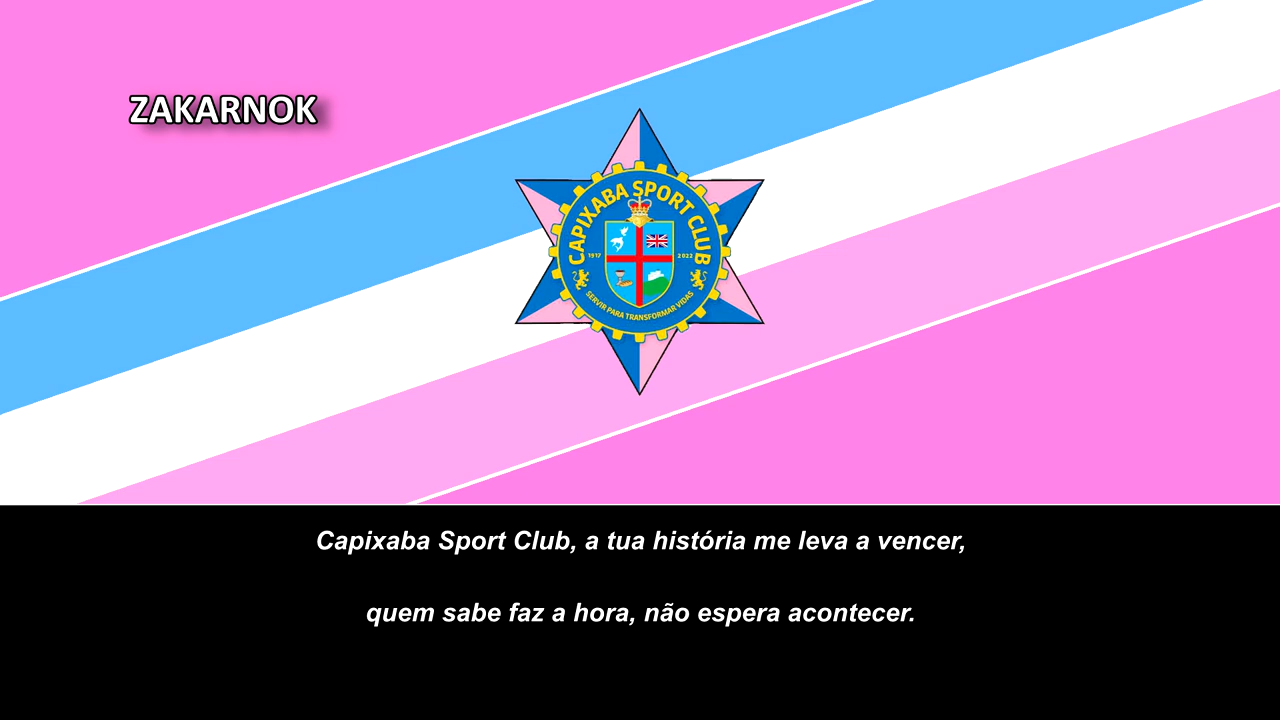 ZAKARNOK
CAPIXABA SPORT CLUB
1917
2022
SERVIR PARA TRANSFORMAR VIDAS
Capixaba Sport Club, a tua história me leva a vencer,
quem sabe faz a hora, não espera acontecer.